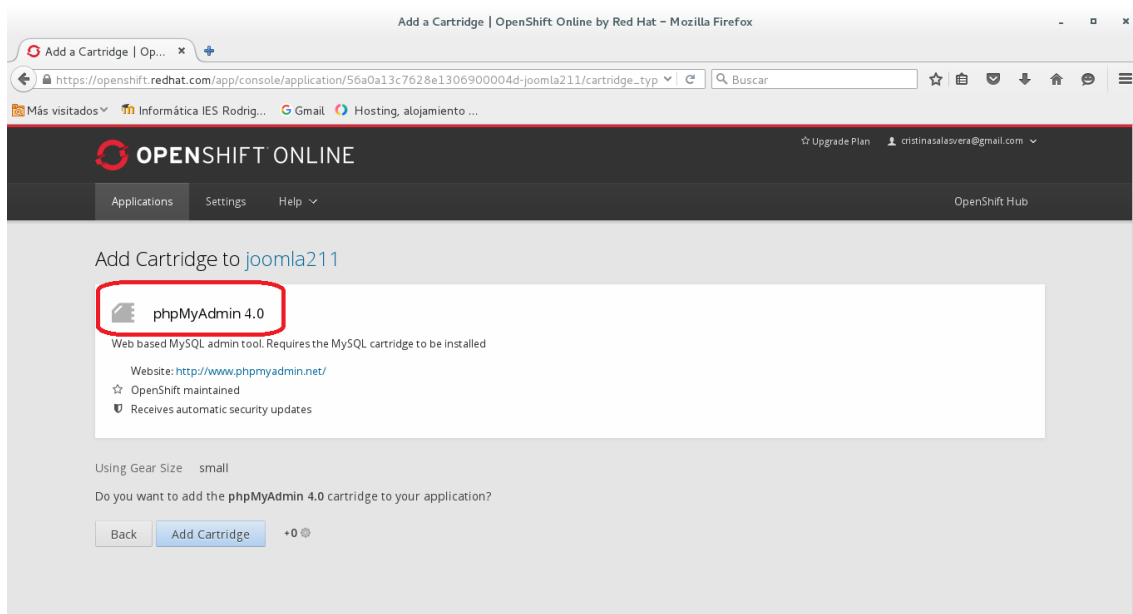 Add a Cartridge | OpenShift Online by Red Hat - Mozilla Firefox
Add a Cartridge | Op...
https://openshift.redhat.com/app/console/application/56a0a13c7628e1306900004d-joomla211/cartridge_typ
Buscar
Más visitados Informática IES Rodrig... Gmail Hosting, alojamiento ...
OPENSHIFT ONLINE
Upgrade Plan cristinasalasvera@gmail.com
Applications Settings Help OpenShift Hub
Add Cartridge to joomla211
phpMyAdmin 4.0
Web based MySQL admin tool. Requires the MySQL cartridge to be installed
Website: http://www.phpmyadmin.net/
OpenShift maintained
Receives automatic security updates
Using Gear Size small
Do you want to add the phpMyAdmin 4.0 cartridge to your application?
Back Add Cartridge +0